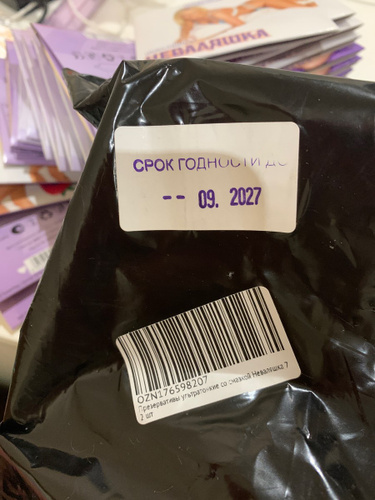 НЕВАЛЯШКА
СРОК ГОДНОСТИ ДО
-- 09. 2027
OZN176598207
Презервативы ультратонкие со смазкой Неваляшка, 7
2 шт